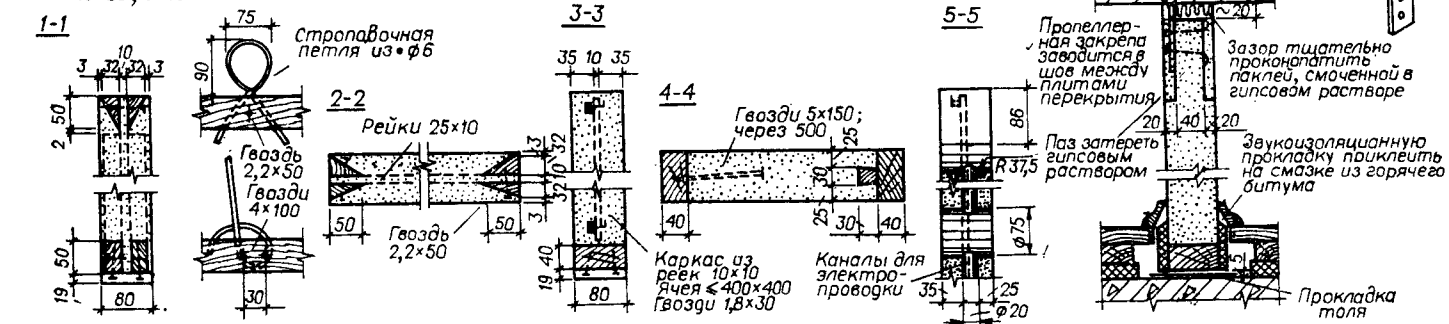 1-1
10
3 32 32 3
50
2
50
19
80
75
90
Строповочная
петля из • ф6
Гвоздь
2,2×50
Гвозди
4×100
30
2-2
Рейки 25×10
3
32
10
32
3
50
50
Гвоздь
2,2×50
3-3
35 10 35
40
19
80
Каркас из
реек 10×10
Ячея ⩽400×400
Гвозди 1,8×30
4-4
Гвозди 5×150;
через 500
25
30
25
40
30
40
5-5
86
R37,5
ф75
Каналы для
электро-
проводки
35
25
ф20
Пропеллер-
ная закрепа
заводится в
шов между
плитами
перекрытия
Паз затереть
гипсовым
раствором
~20
Зазор тщательно
проконопатить
паклей, смоченной в
гипсовом растворе
20 40 20
Звукоизоляционную
прокладку приклеить
на смазке из горячего
битума
5
Прокладка
толя